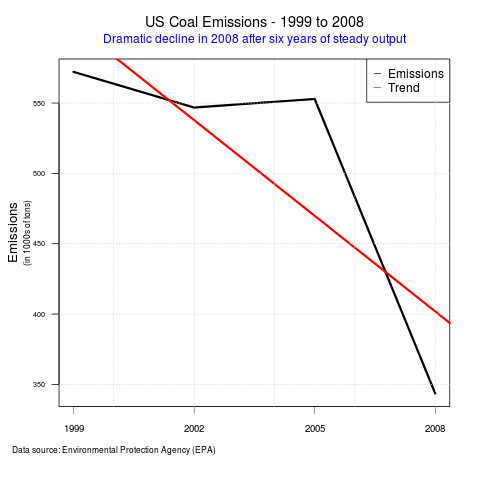 US Coal Emissions - 1999 to 2008
Dramatic decline in 2008 after six years of steady output
Emissions
Trend
550
500
450
400
350
Emissions
(in 1000s of tons)
1999 2002 2005 2008
Data source: Environmental Protection Agency (EPA)